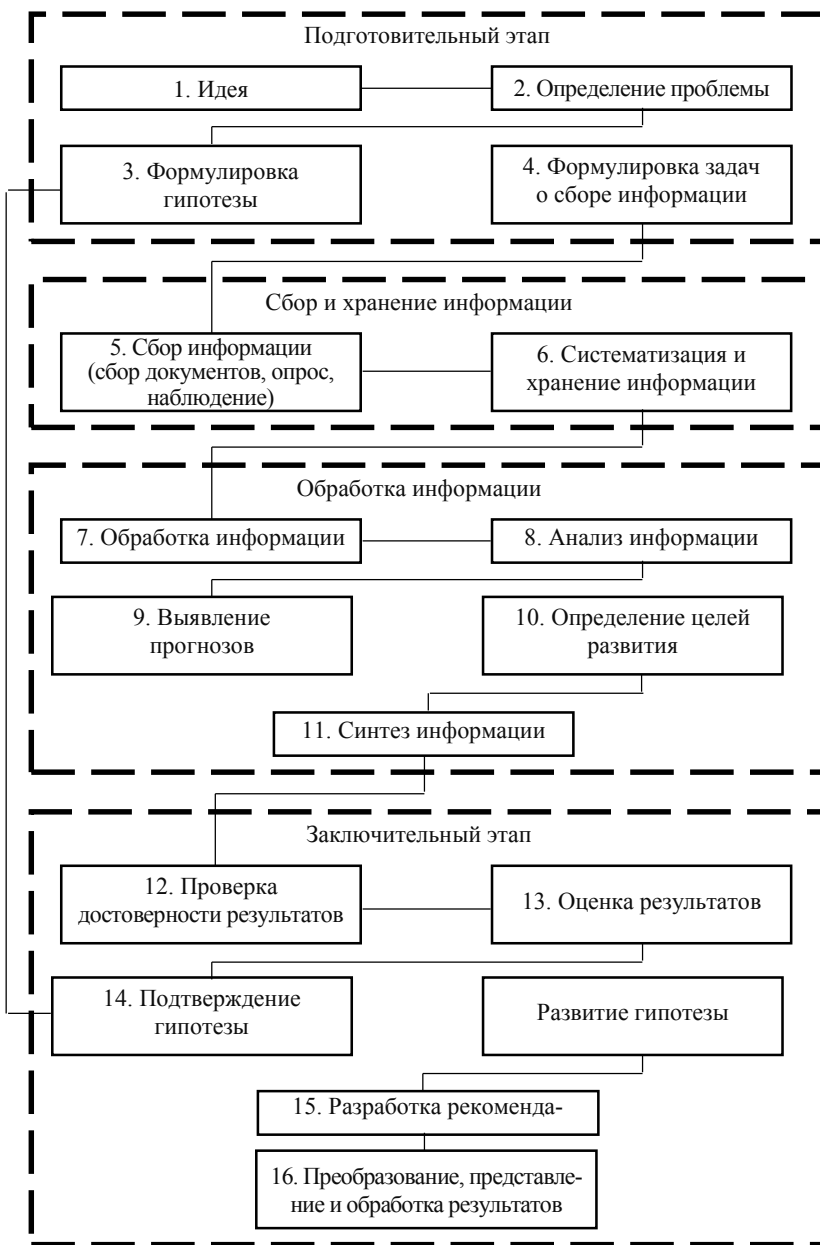 Подготовительный этап
1. Идея
2. Определение проблемы
3. Формулировка
гипотезы
4. Формулировка задач
о сборе информации
Сбор и хранение информации
5. Сбор информации
(сбор документов, опрос,
наблюдение)
6. Систематизация и
хранение информации
Обработка информации
7. Обработка информации
8. Анализ информации
9. Выявление
прогнозов
10. Определение целей
развития
11. Синтез информации
Заключительный этап
12. Проверка
достоверности результатов
13. Оценка результатов
14. Подтверждение
гипотезы
Развитие гипотезы
15. Разработка рекоменда-
16. Преобразование, представле-
ние и обработка результатов